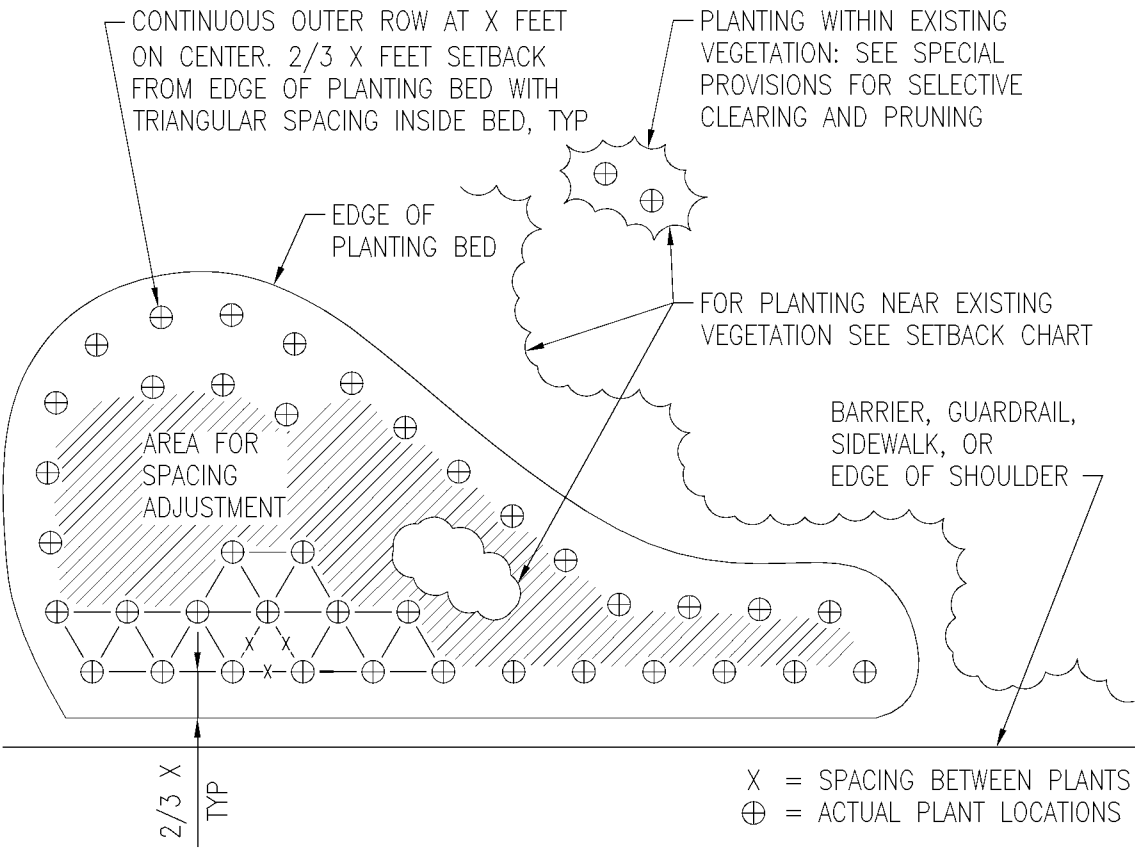 CONTINUOUS OUTER ROW AT X FEET
ON CENTER. 2/3 X FEET SETBACK
FROM EDGE OF PLANTING BED WITH
TRIANGULAR SPACING INSIDE BED, TYP
PLANTING WITHIN EXISTING
VEGETATION: SEE SPECIAL
PROVISIONS FOR SELECTIVE
CLEARING AND PRUNING
EDGE OF
PLANTING BED
FOR PLANTING NEAR EXISTING
VEGETATION SEE SETBACK CHART
BARRIER, GUARDRAIL,
SIDEWALK, OR
EDGE OF SHOULDER
AREA FOR
SPACING
ADJUSTMENT
X X
X
2/3 X
TYP
X = SPACING BETWEEN PLANTS
⊕ = ACTUAL PLANT LOCATIONS